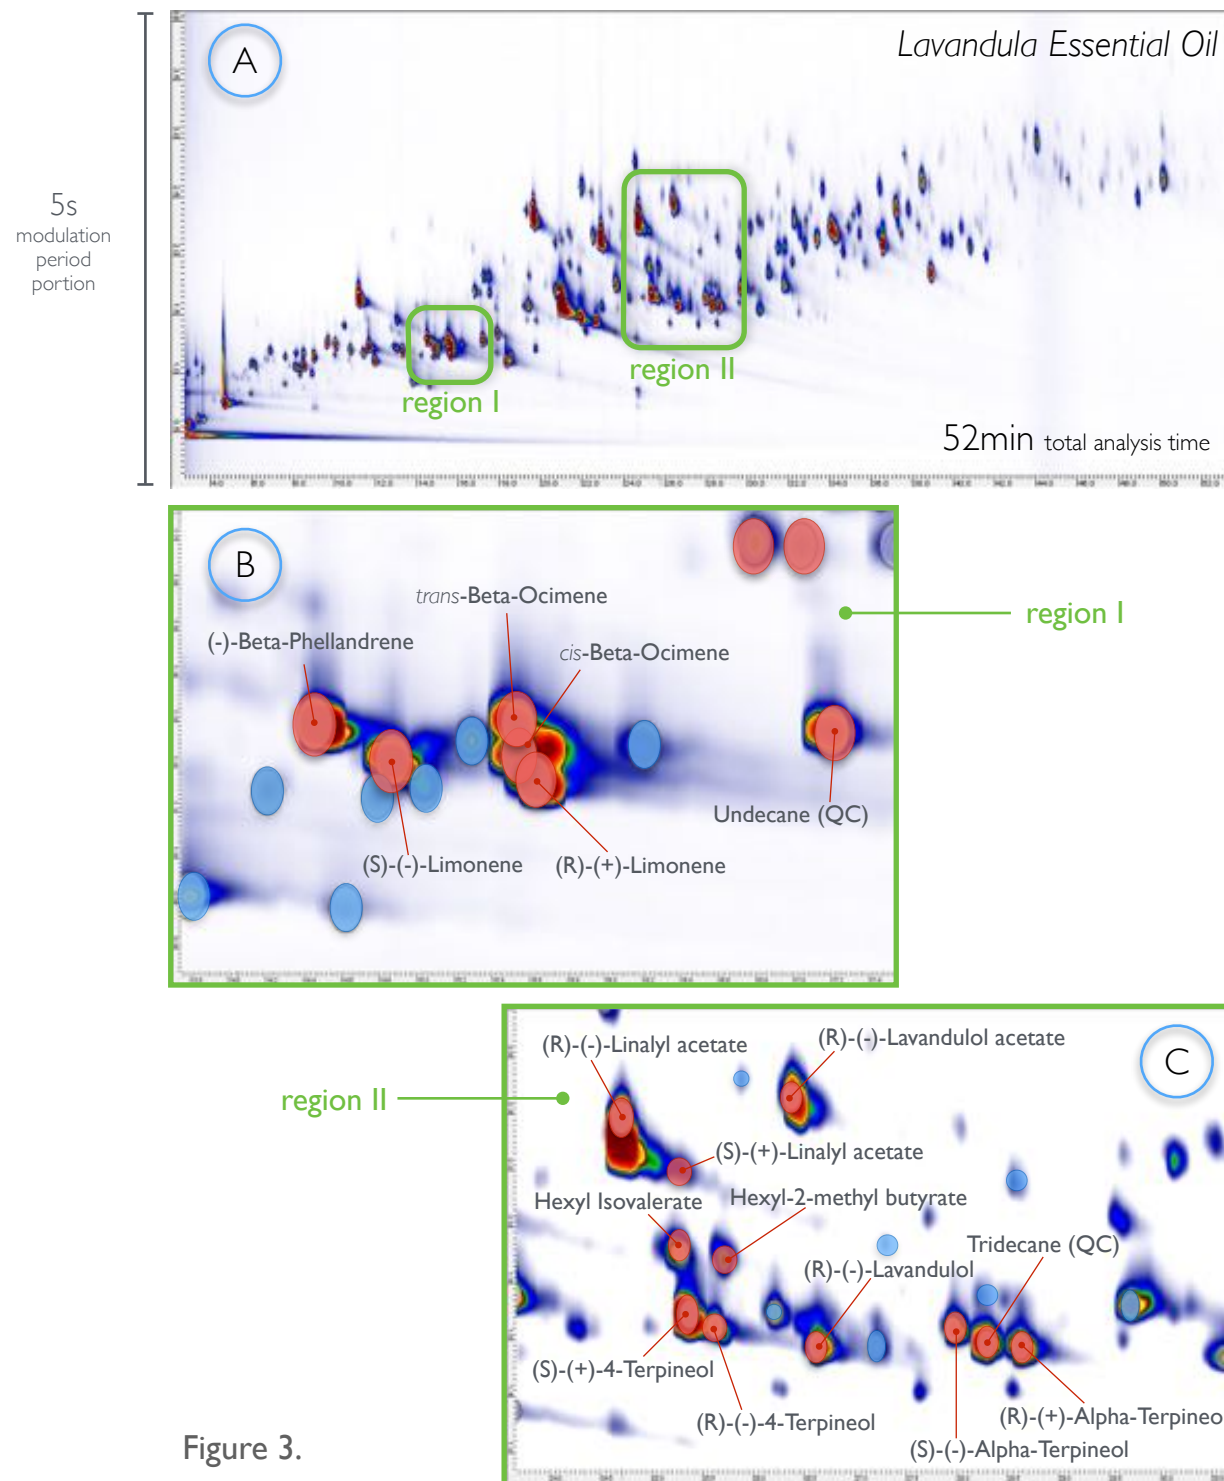 A
Lavandula Essential Oil
5s
modulation
period
portion
region I
region II
52min total analysis time
B
trans-Beta-Ocimene
(-)-Beta-Phellandrene
cis-Beta-Ocimene
region I
Undecane (QC)
(S)-(-)-Limonene
(R)-(+)-Limonene
C
(R)-(-)-Linalyl acetate
(R)-(-)-Lavandulol acetate
region II
(S)-(+)-Linalyl acetate
Hexyl Isovalerate
Hexyl-2-methyl butyrate
Tridecane (QC)
(R)-(-)-Lavandulol
(S)-(+)-4-Terpineol
(R)-(-)-4-Terpineol
(R)-(+)-Alpha-Terpineo
(S)-(-)-Alpha-Terpineol
Figure 3.